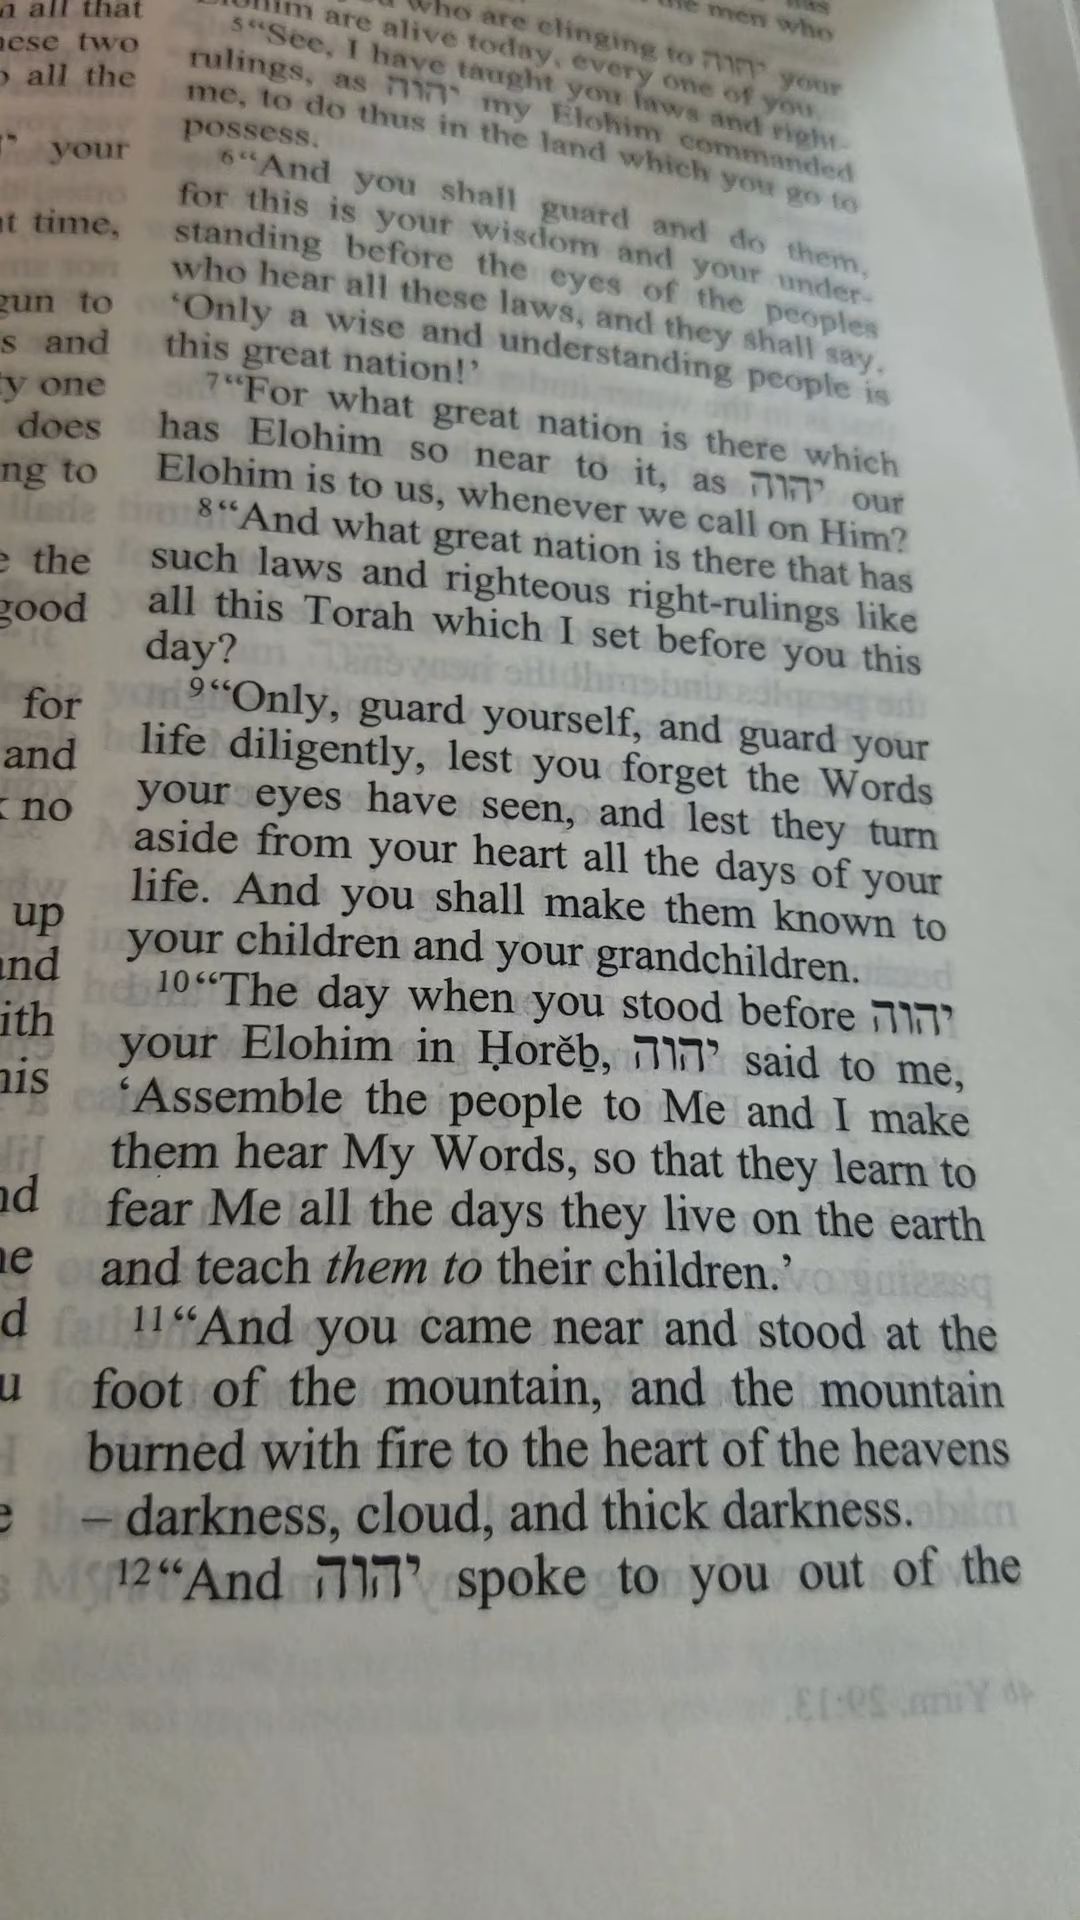 n all that
these two
o all the
your
at time,
gun to
s and
ty one
does
ng to
e the
good
for
and
no
up
and
ith
his
nd
ne
d
u
e
the men who
who are clinging to יהוה your
Elohim are alive today, every one of you.
5“See, I have taught you laws and right-
rulings, as יהוה my Elohim commanded
me, to do thus in the land which you go to
possess.
6“And you shall guard and do them,
for this is your wisdom and your under-
standing before the eyes of the peoples
who hear all these laws, and they shall say,
‘Only a wise and understanding people is
this great nation!’
7“For what great nation is there which
has Elohim so near to it, as יהוה our
Elohim is to us, whenever we call on Him?
8“And what great nation is there that has
such laws and righteous right-rulings like
all this Torah which I set before you this
day?
9“Only, guard yourself, and guard your
life diligently, lest you forget the Words
your eyes have seen, and lest they turn
aside from your heart all the days of your
life. And you shall make them known to
your children and your grandchildren.
10“The day when you stood before יהוה
your Elohim in Ḥorěḇ, יהוה said to me,
‘Assemble the people to Me and I make
them hear My Words, so that they learn to
fear Me all the days they live on the earth
and teach them to their children.’
11“And you came near and stood at the
foot of the mountain, and the mountain
burned with fire to the heart of the heavens
– darkness, cloud, and thick darkness.
12“And יהוה spoke to you out of the